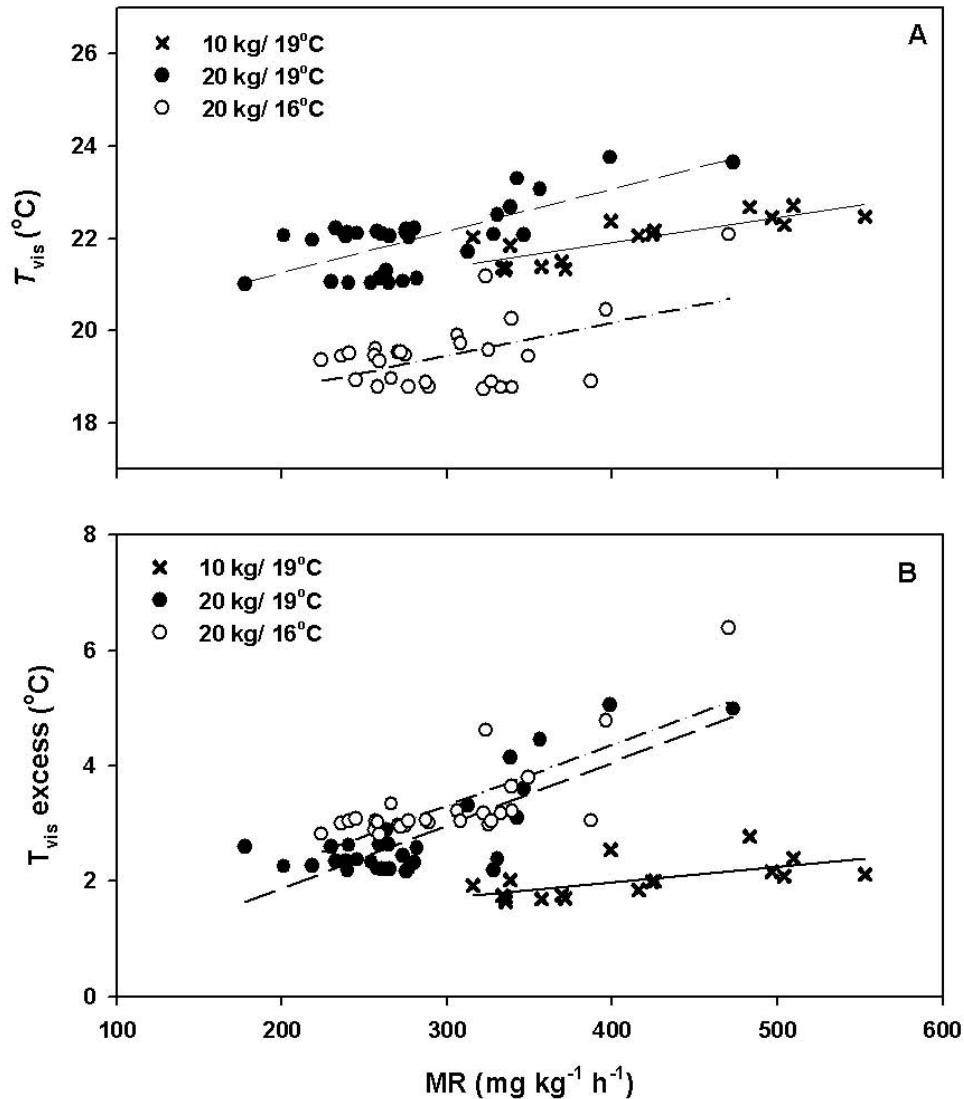 A
× 10 kg/ 19°C
● 20 kg/ 19°C
○ 20 kg/ 16°C
26
24
22
20
18
T vis (°C)
B
× 10 kg/ 19°C
● 20 kg/ 19°C
○ 20 kg/ 16°C
8
6
4
2
0
T vis excess (°C)
100 200 300 400 500 600
MR (mg kg⁻¹ h⁻¹)